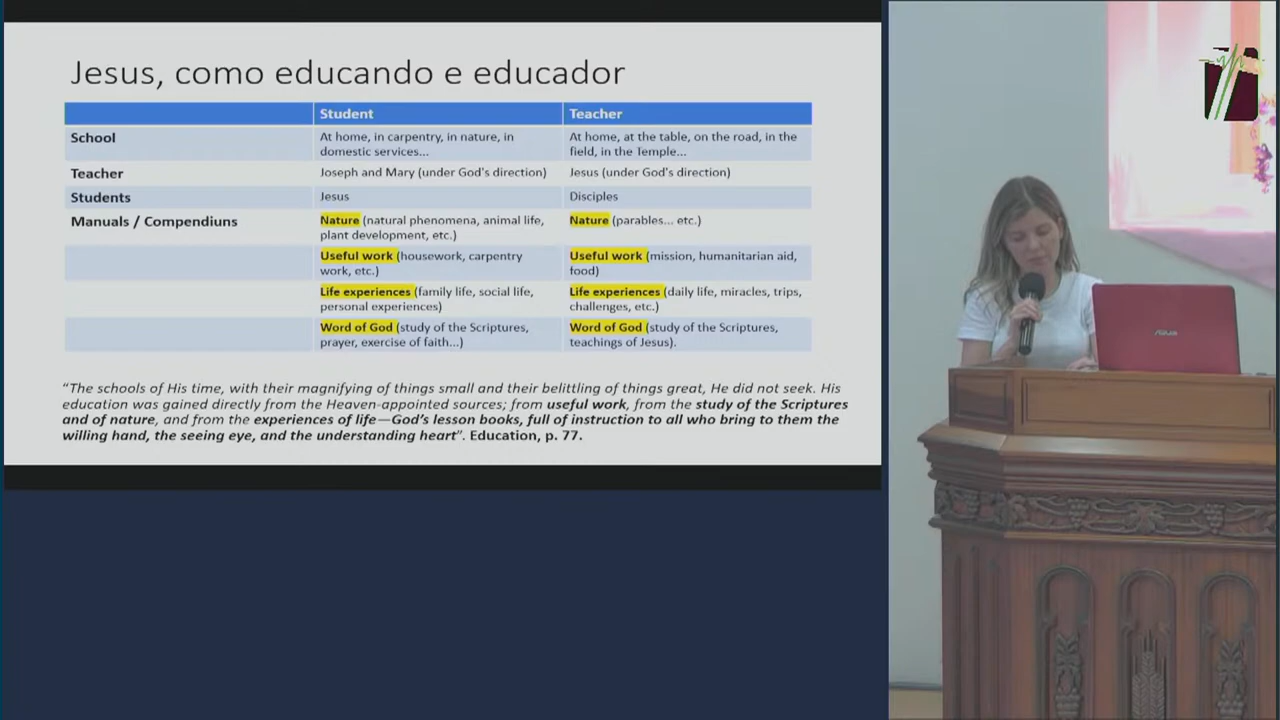 Jesus, como educando e educador
Student
Teacher
School
At home, in carpentry, in nature, in
domestic services...
At home, at the table, on the road, in the
field, in the Temple...
Teacher
Joseph and Mary (under God's direction)
Jesus (under God's direction)
Students
Jesus
Disciples
Manuals / Compendiuns
Nature (natural phenomena, animal life,
plant development, etc.)
Nature (parables... etc.)
Useful work (housework, carpentry
work, etc.)
Useful work (mission, humanitarian aid,
food)
Life experiences (family life, social life,
personal experiences)
Life experiences (daily life, miracles, trips,
challenges, etc.)
Word of God (study of the Scriptures,
prayer, exercise of faith...)
Word of God (study of the Scriptures,
teachings of Jesus).
“The schools of His time, with their magnifying of things small and their belittling of things great, He did not seek. His
education was gained directly from the Heaven-appointed sources; from useful work, from the study of the Scriptures
and of nature, and from the experiences of life—God's lesson books, full of instruction to all who bring to them the
willing hand, the seeing eye, and the understanding heart”. Education, p. 77.
ASUS